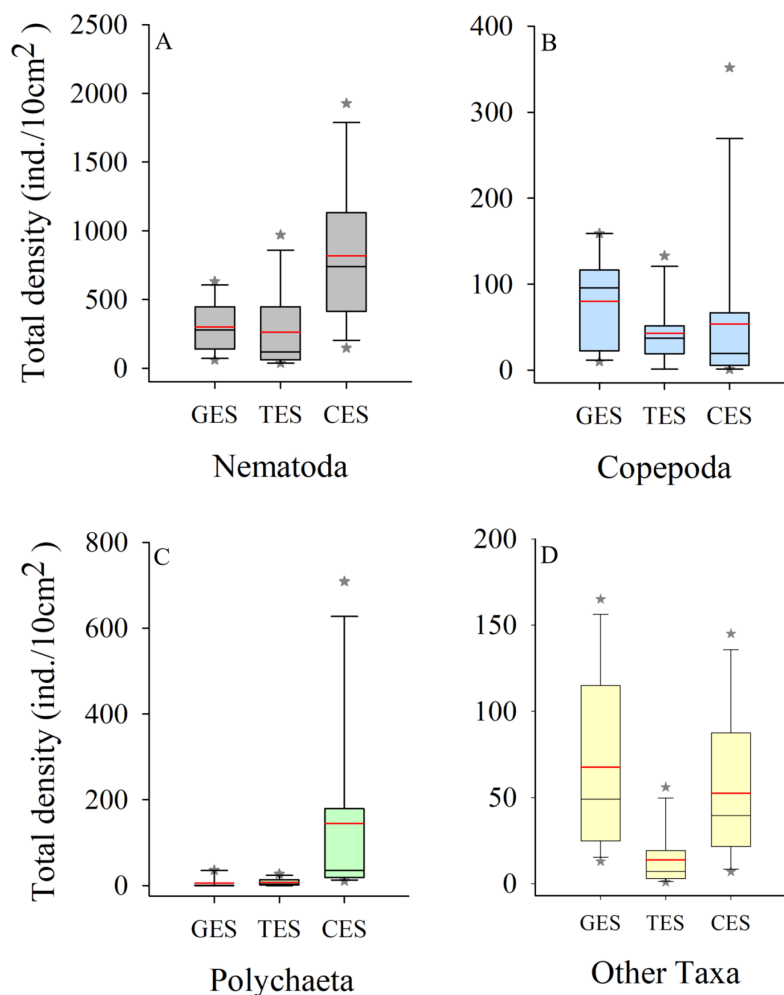 A
Total density (ind./10cm²)
2500
2000
1500
1000
500
0
GES TES CES
Nematoda
B
400
300
200
100
0
GES TES CES
Copepoda
C
Total density (ind./10cm²)
800
600
400
200
0
GES TES CES
Polychaeta
D
200
150
100
50
0
GES TES CES
Other Taxa